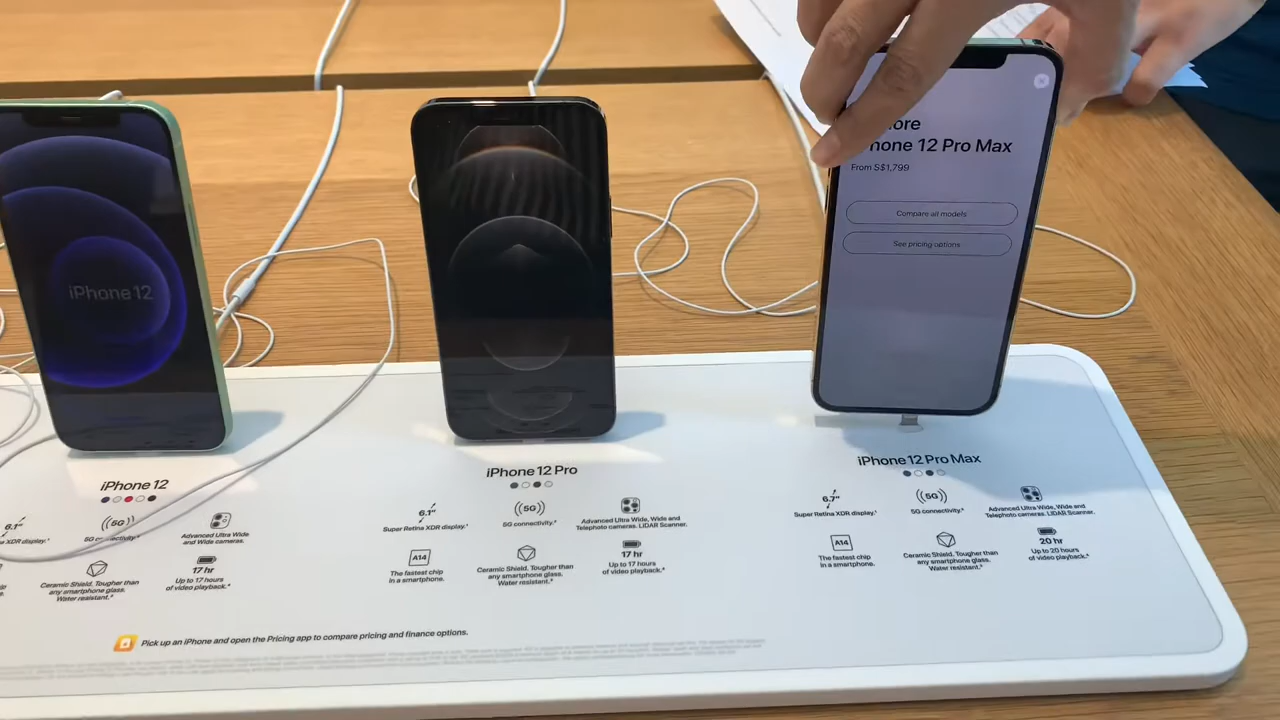 iPhone 12
ore
hone 12 Pro Max
From S$1,799
Compare all models
See pricing options
iPhone 12
6.1"
XDR display.*
5G
5G
Advanced Ultra Wide
and Wide cameras.
Ceramic Shield, Tougher than
any smartphone glass.
Water resistant.*
17 hr
Up to 17 hours
of video playback.*
iPhone 12 Pro
6.1"
Super Retina XDR display.*
5G
5G connectivity.*
Advanced Ultra Wide, Wide and
Telephoto cameras. LiDAR Scanner.
A14
The fastest chip
in a smartphone.
Ceramic Shield, Tougher than
any smartphone glass.
Water resistant.*
17 hr
Up to 17 hours
of video playback.*
iPhone 12 Pro Max
6.7"
Super Retina XDR display.*
5G
5G connectivity.*
Advanced Ultra Wide, Wide and
Telephoto cameras. LiDAR Scanner.
A14
The fastest chip
in a smartphone.
Ceramic Shield, Tougher than
any smartphone glass.
Water resistant.*
20 hr
Up to 20 hours
of video playback.*
Pick up an iPhone and open the Pricing app to compare pricing and finance options.